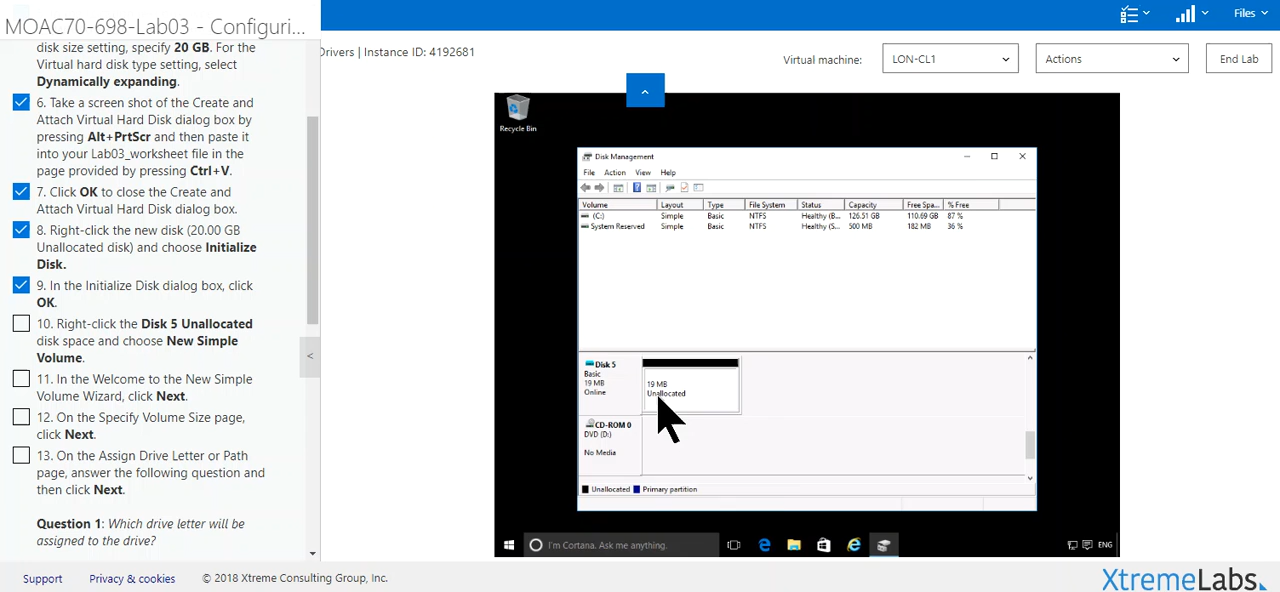 MOAC70-698-Lab03 - Configuri...
disk size setting, specify 20 GB. For the
Virtual hard disk type setting, select
Dynamically expanding.
6. Take a screen shot of the Create and
Attach Virtual Hard Disk dialog box by
pressing Alt+PrtScr and then paste it
into your Lab03_worksheet file in the
page provided by pressing Ctrl+V.
7. Click OK to close the Create and
Attach Virtual Hard Disk dialog box.
8. Right-click the new disk (20.00 GB
Unallocated disk) and choose Initialize
Disk.
9. In the Initialize Disk dialog box, click
OK.
10. Right-click the Disk 5 Unallocated
disk space and choose New Simple
Volume.
11. In the Welcome to the New Simple
Volume Wizard, click Next.
12. On the Specify Volume Size page,
click Next.
13. On the Assign Drive Letter or Path
page, answer the following question and
then click Next.
Question 1: Which drive letter will be
assigned to the drive?
<
Files
Drivers | Instance ID: 4192681
Virtual machine:
LON-CL1
Actions
End Lab
Recycle Bin
Disk Management
File Action View Help
Volume Layout Type File System Status Capacity Free Spa... % Free
(C:) Simple Basic NTFS Healthy (B... 126.51 GB 110.69 GB 87 %
System Reserved Simple Basic NTFS Healthy (S... 500 MB 182 MB 36 %
Disk 5
Basic
19 MB
Online
19 MB
Unallocated
CD-ROM 0
DVD (D:)
No Media
Unallocated Primary partition
I'm Cortana. Ask me anything.
ENG
Support Privacy & cookies © 2018 Xtreme Consulting Group, Inc.
XtremeLabs